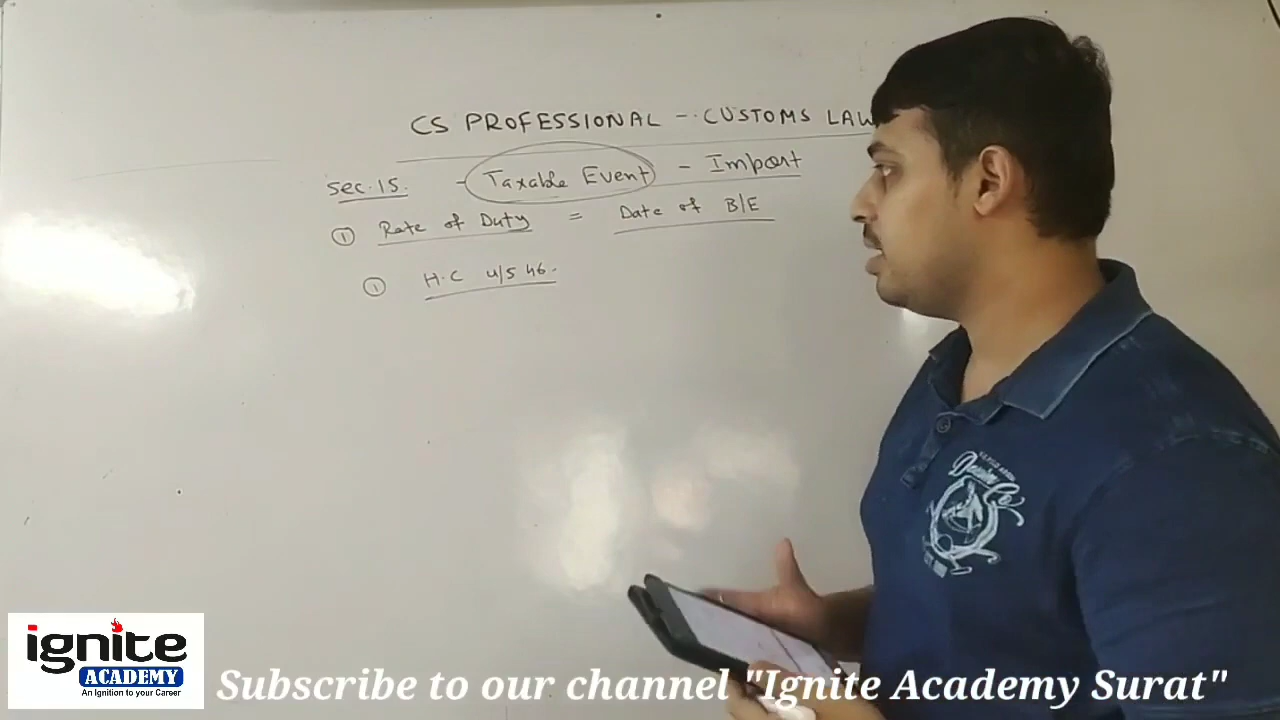 CS PROFESSIONAL - CUSTOMS LAW
Sec.15. - Taxable Event - Import
① Rate of Duty = Date of B/E
① H.C u/s 46.
ignite
ACADEMY
An Ignition to your Career
Subscribe to our channel "Ignite Academy Surat"